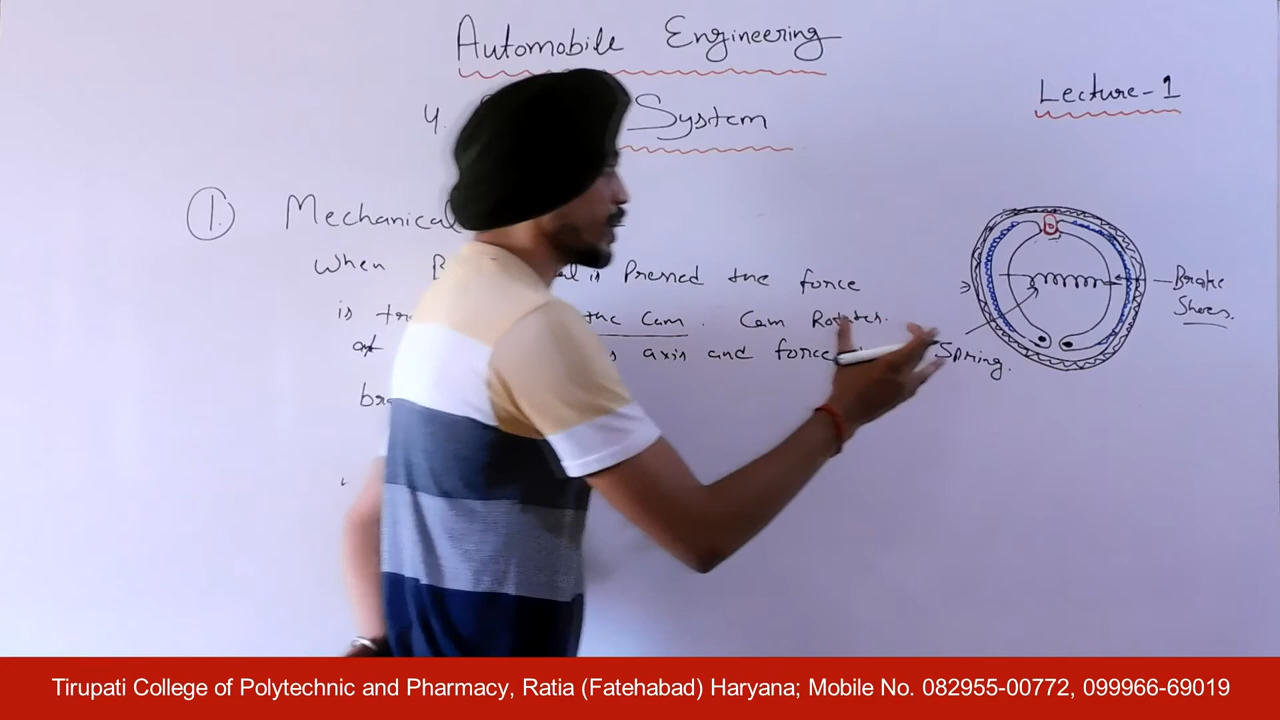 Automobile Engineering
Lecture-1
4. System
1. Mechanical
When is Pressed the force
is the Cam. Cam Rotates.
axis and force
Brake
Shoes.
Spring.
Tirupati College of Polytechnic and Pharmacy, Ratia (Fatehabad) Haryana; Mobile No. 082955-00772, 099966-69019